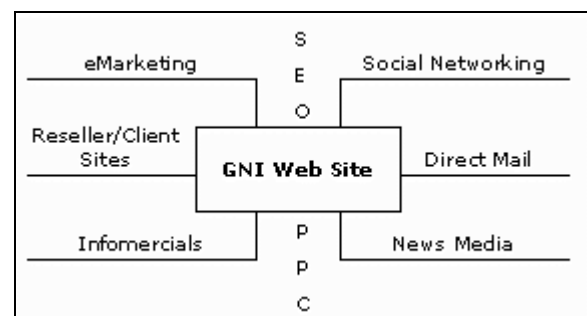 S
E
O
eMarketing
Social Networking
Reseller/Client
Sites
GNI Web Site
Direct Mail
Infomercials
News Media
P
P
C